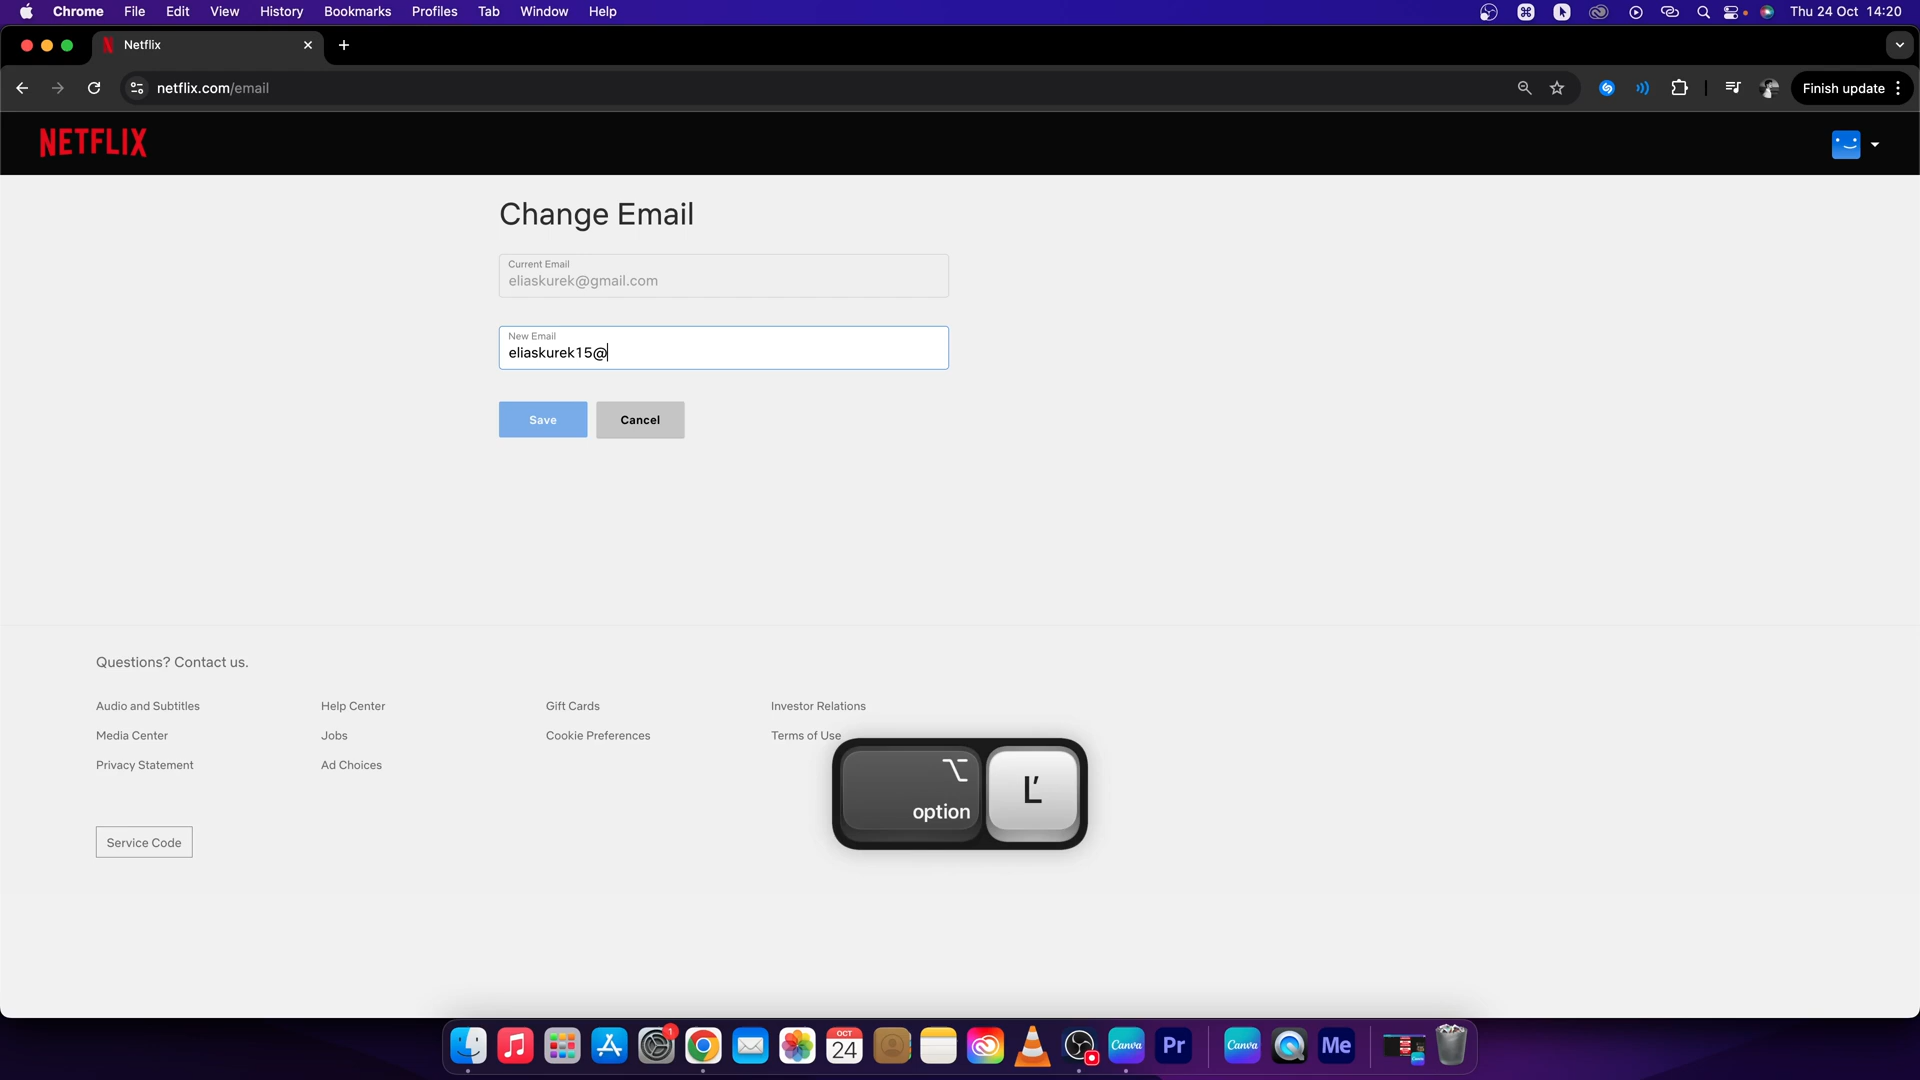 Chrome File Edit View History Bookmarks Profiles Tab Window Help Thu 24 Oct 14:20
Netflix
netflix.com/email Finish update
NETFLIX
Change Email
Current Email
eliaskurek@gmail.com
New Email
eliaskurek15@
Save Cancel
Questions? Contact us.
Audio and Subtitles Help Center Gift Cards Investor Relations
Media Center Jobs Cookie Preferences Terms of Use
Privacy Statement Ad Choices
option Ľ
Service Code
1 OCT 24 Canva Pr Canva Me